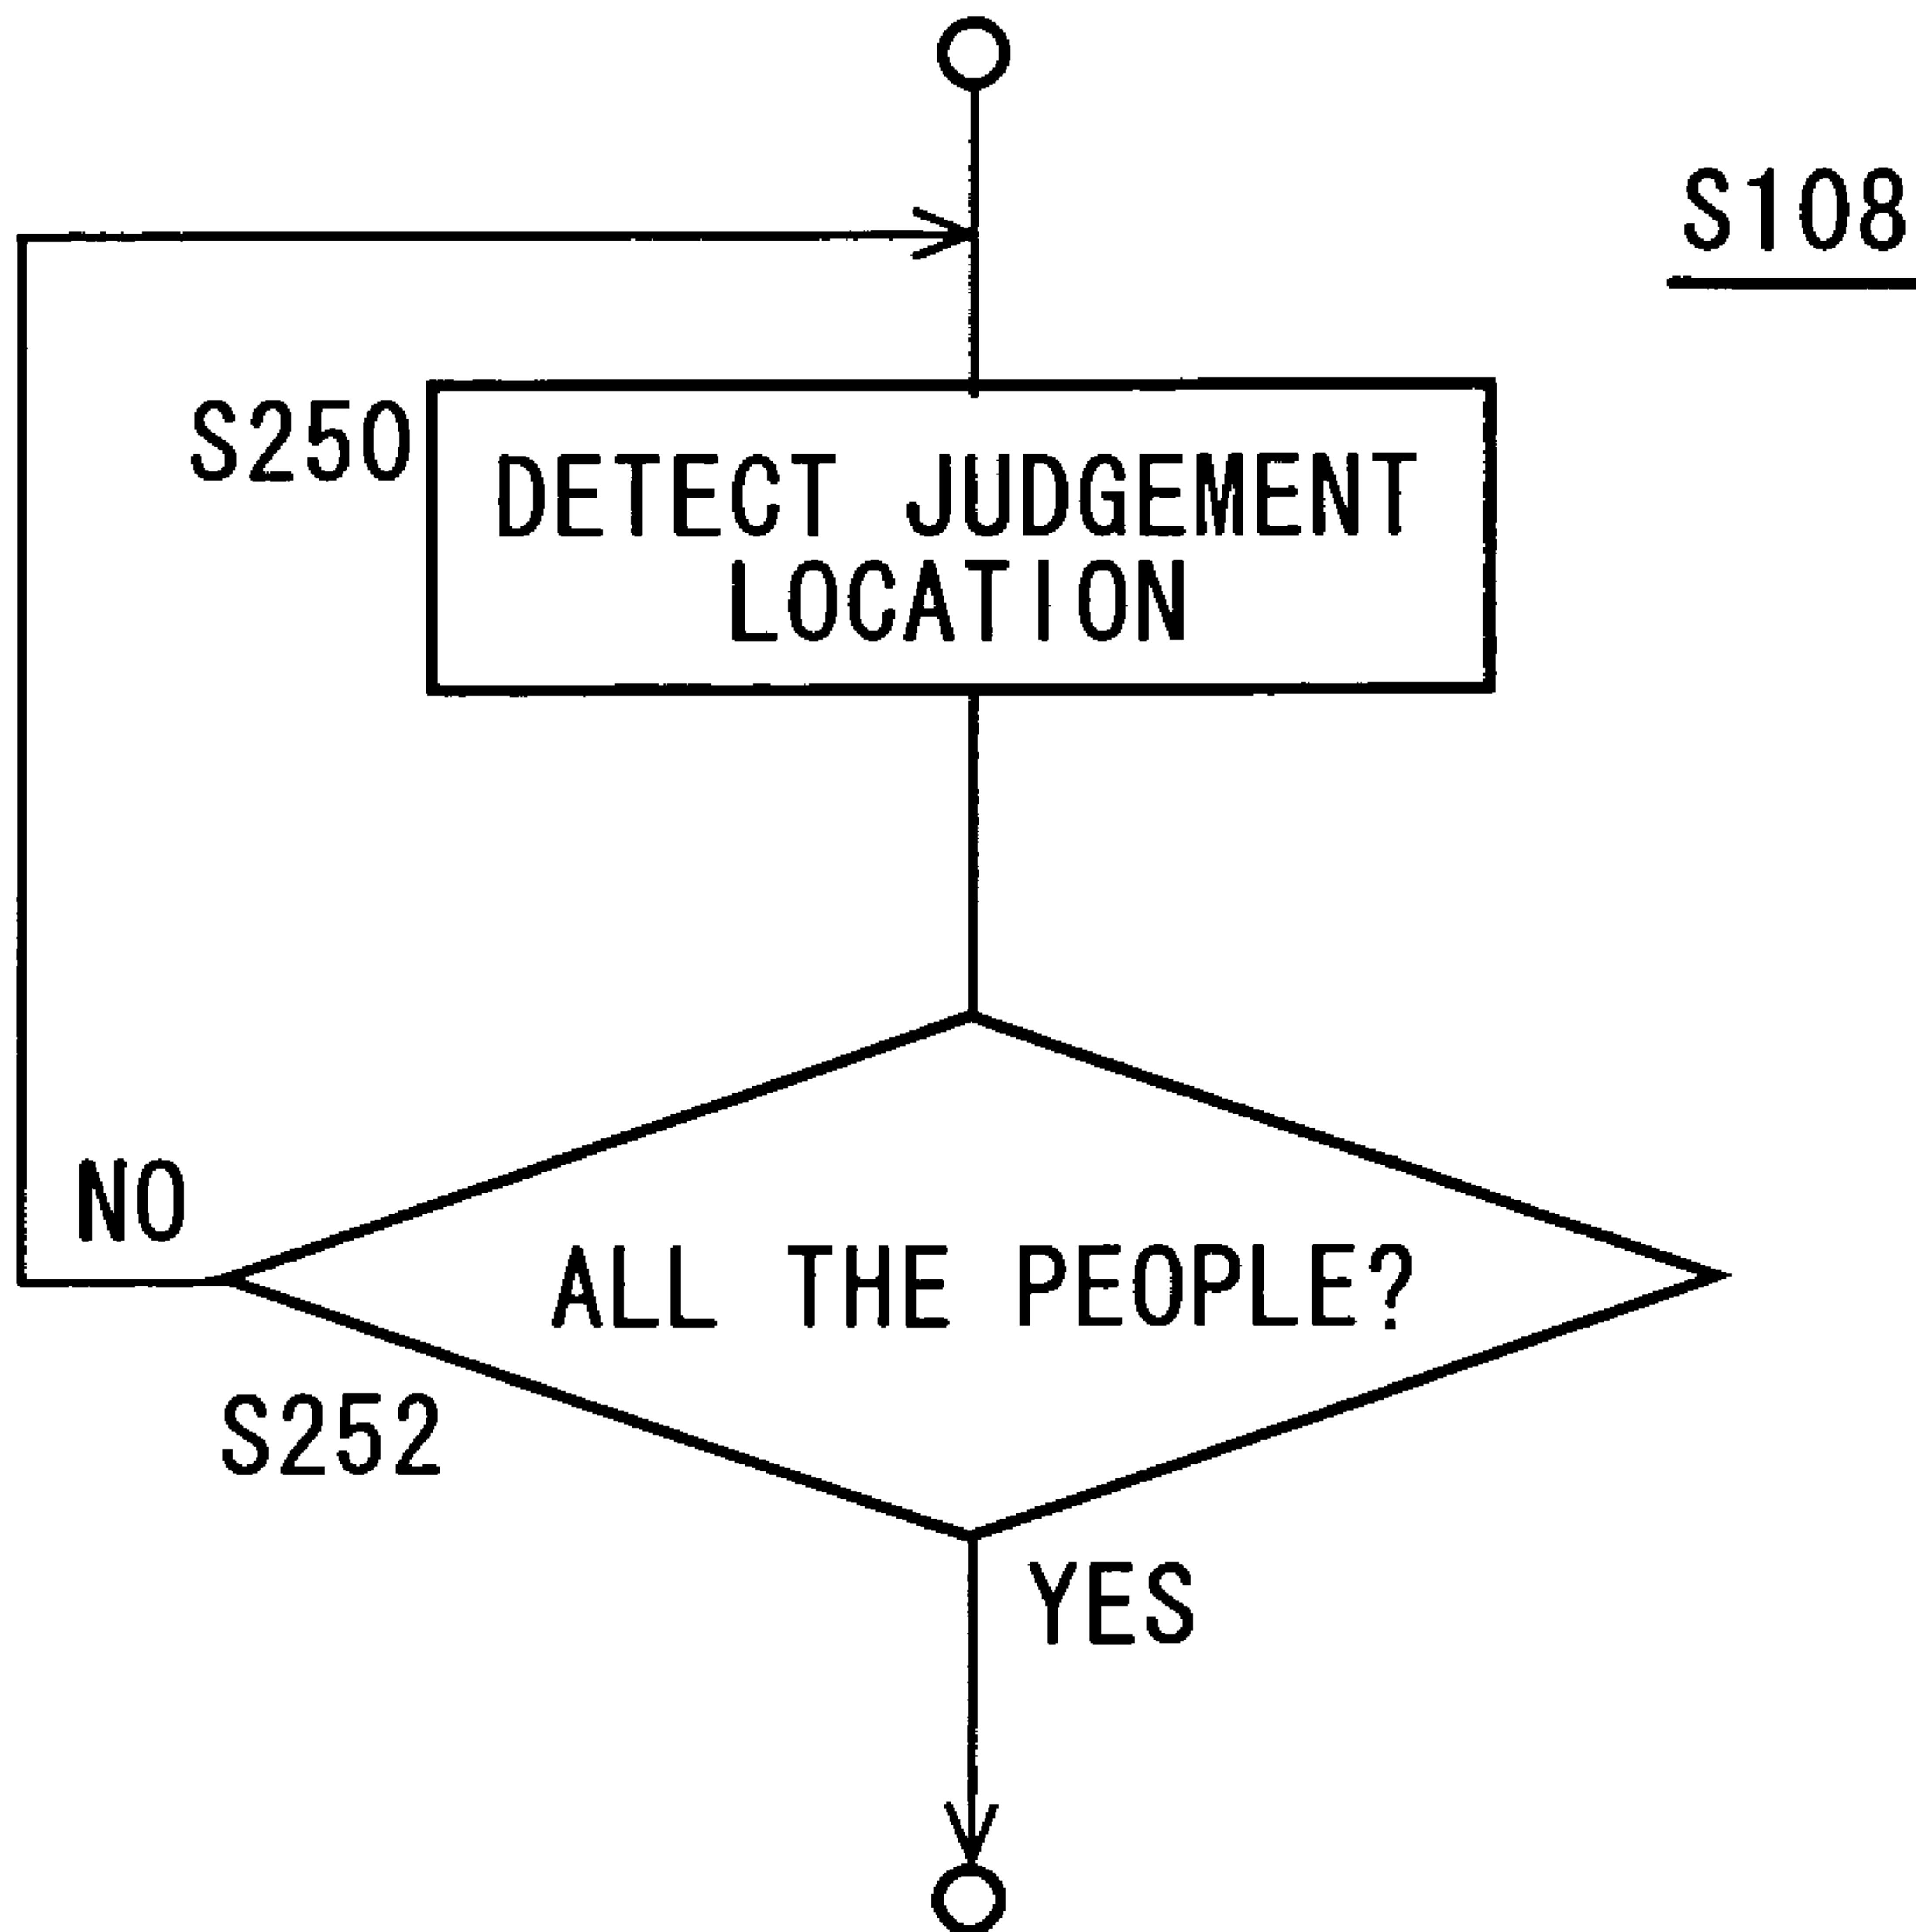 S108
S250
DETECT JUDGEMENT
LOCATION
NO
ALL THE PEOPLE?
S252
YES